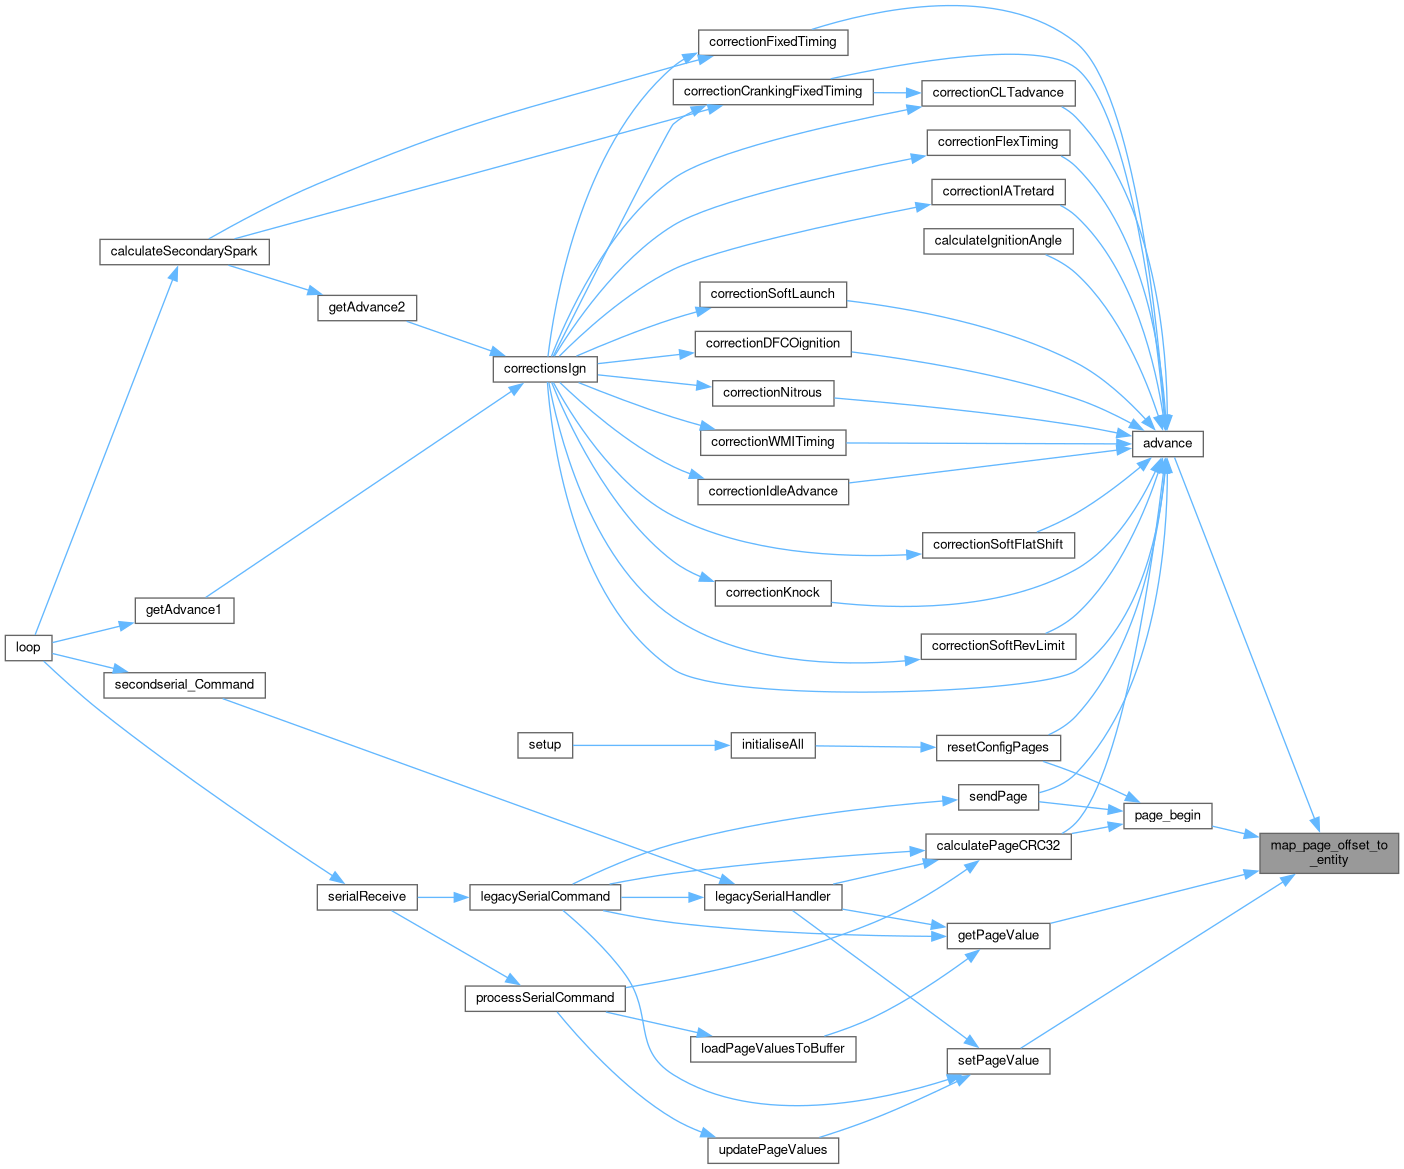 correctionFixedTiming
correctionCrankingFixedTiming
correctionCLTadvance
correctionFlexTiming
correctionIATretard
calculateIgnitionAngle
calculateSecondarySpark
getAdvance2
correctionSoftLaunch
correctionDFCOignition
correctionsIgn
correctionNitrous
correctionWMITiming
advance
correctionIdleAdvance
correctionSoftFlatShift
correctionKnock
getAdvance1
loop
correctionSoftRevLimit
secondserial_Command
setup
initialiseAll
resetConfigPages
sendPage
page_begin
calculatePageCRC32
map_page_offset_to
_entity
serialReceive
legacySerialCommand
legacySerialHandler
getPageValue
processSerialCommand
loadPageValuesToBuffer
setPageValue
updatePageValues